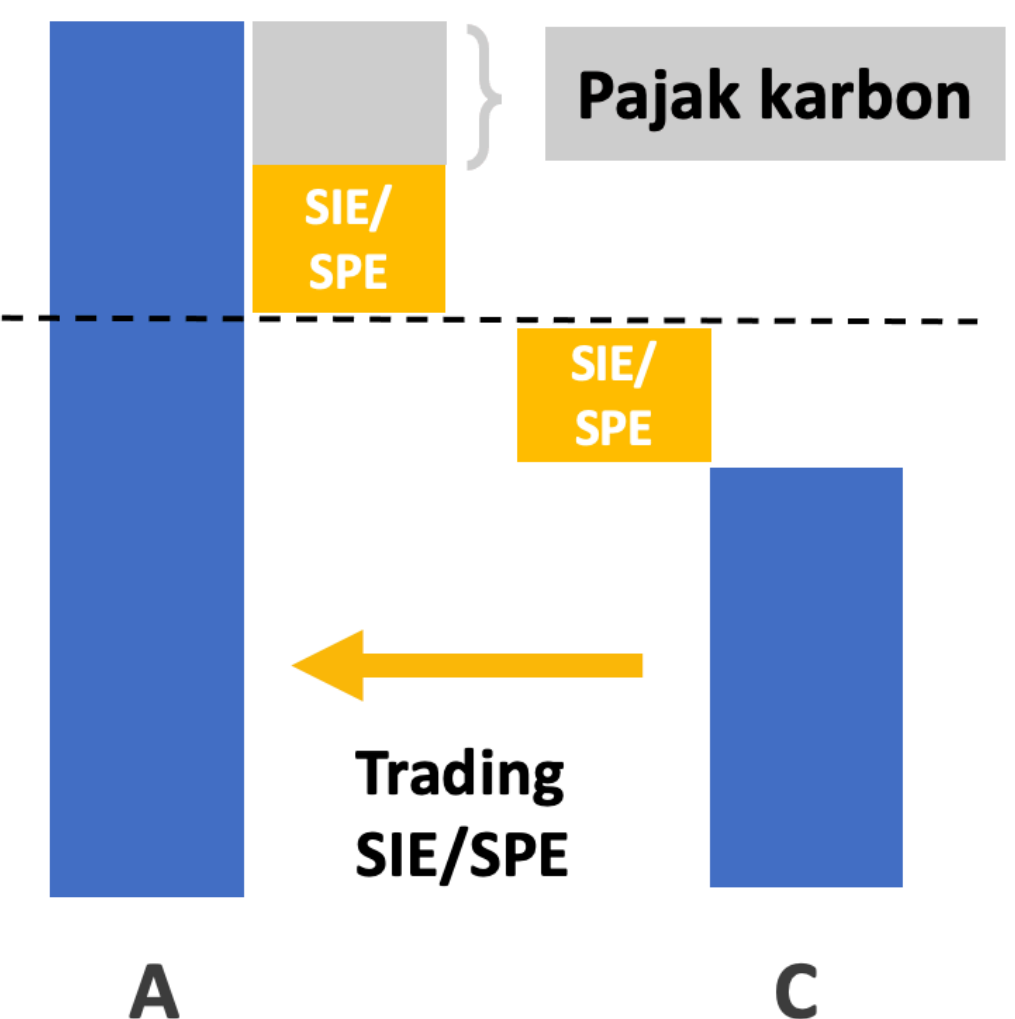 Pajak karbon
SIE/
SPE
SIE/
SPE
Trading
SIE/SPE
A
C